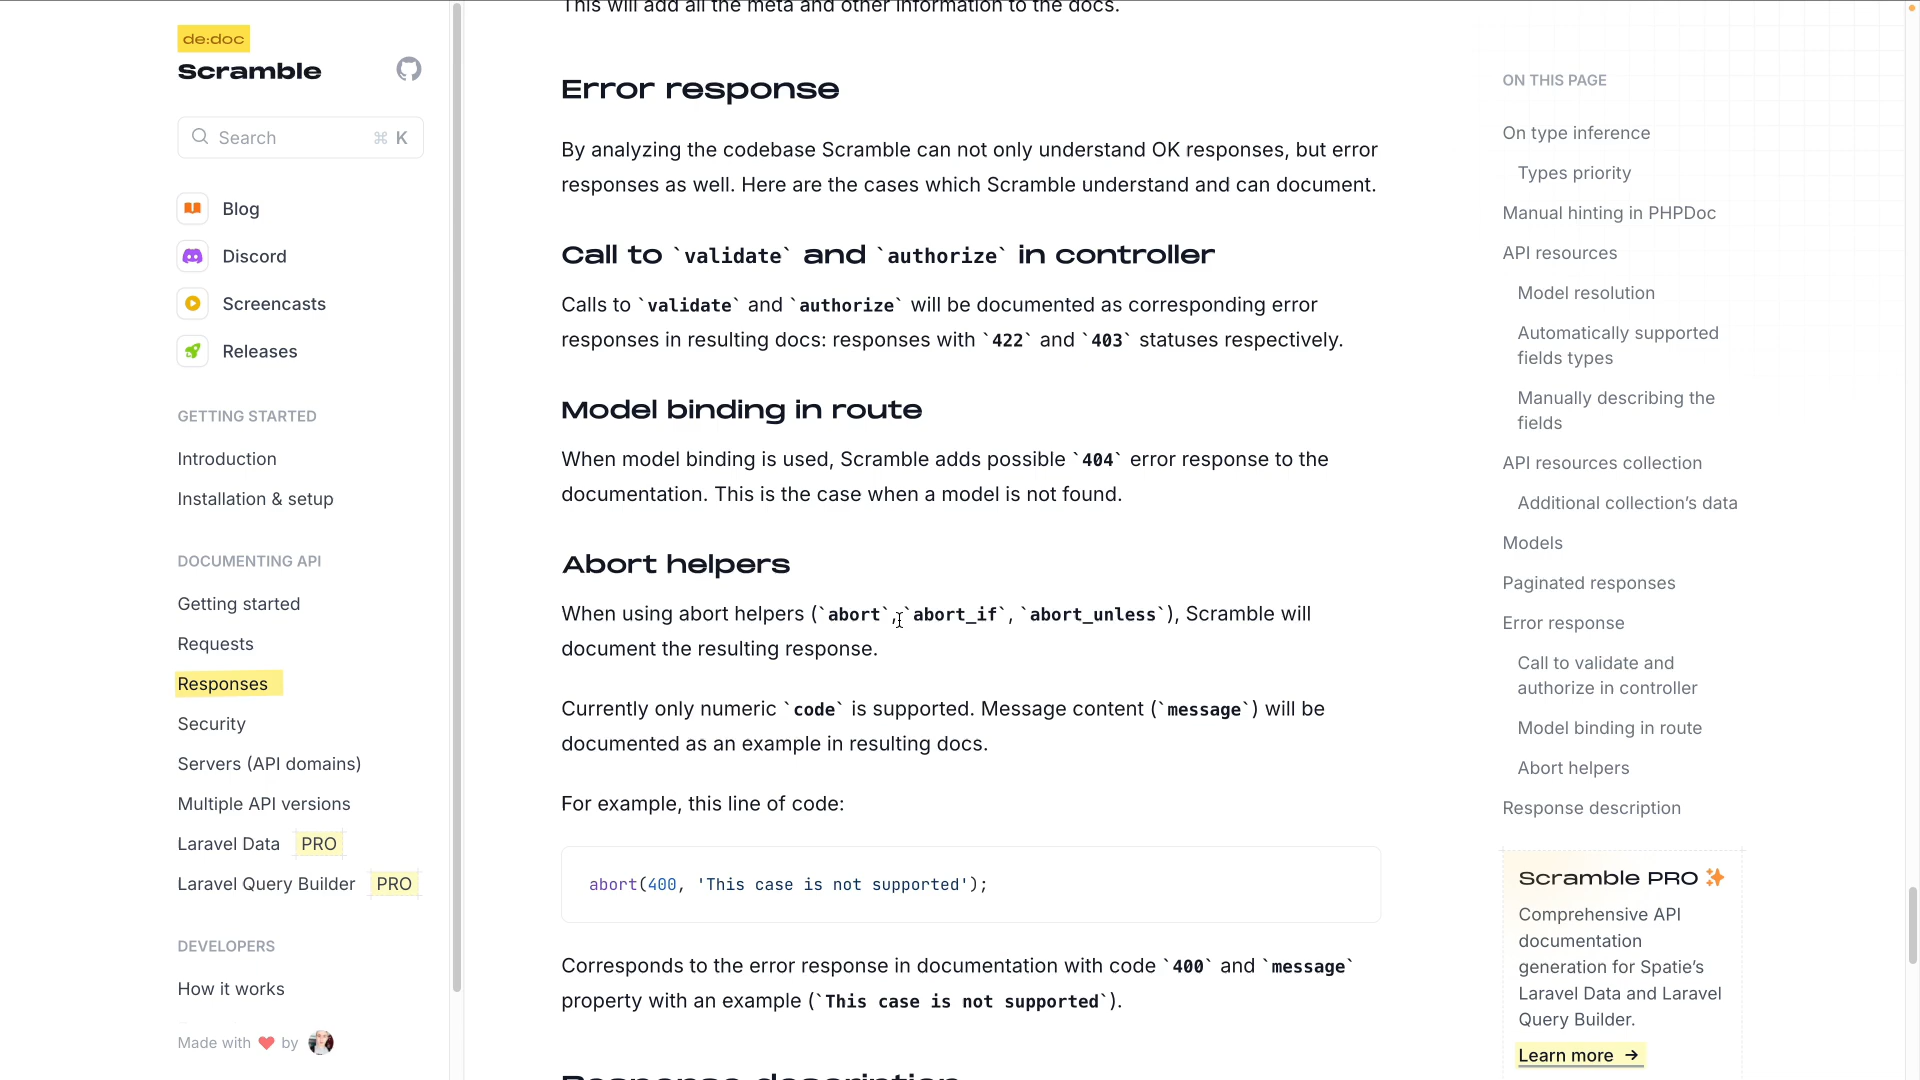 de:doc
Scramble
Search
⌘ K
Blog
Discord
Screencasts
Releases
GETTING STARTED
Introduction
Installation & setup
DOCUMENTING API
Getting started
Requests
Responses
Security
Servers (API domains)
Multiple API versions
Laravel Data PRO
Laravel Query Builder PRO
DEVELOPERS
How it works
Made with ❤ by
This will add all the meta and other information to the docs.
Error response
By analyzing the codebase Scramble can not only understand OK responses, but error
responses as well. Here are the cases which Scramble understand and can document.
Call to `validate` and `authorize` in controller
Calls to `validate` and `authorize` will be documented as corresponding error
responses in resulting docs: responses with `422` and `403` statuses respectively.
Model binding in route
When model binding is used, Scramble adds possible `404` error response to the
documentation. This is the case when a model is not found.
Abort helpers
When using abort helpers (`abort`, `abort_if`, `abort_unless`), Scramble will
document the resulting response.
Currently only numeric `code` is supported. Message content (`message`) will be
documented as an example in resulting docs.
For example, this line of code:
abort(400, 'This case is not supported');
Corresponds to the error response in documentation with code `400` and `message`
property with an example (`This case is not supported`).
Response description
ON THIS PAGE
On type inference
Types priority
Manual hinting in PHPDoc
API resources
Model resolution
Automatically supported
fields types
Manually describing the
fields
API resources collection
Additional collection's data
Models
Paginated responses
Error response
Call to validate and
authorize in controller
Model binding in route
Abort helpers
Response description
Scramble PRO ✨
Comprehensive API
documentation
generation for Spatie's
Laravel Data and Laravel
Query Builder.
Learn more →